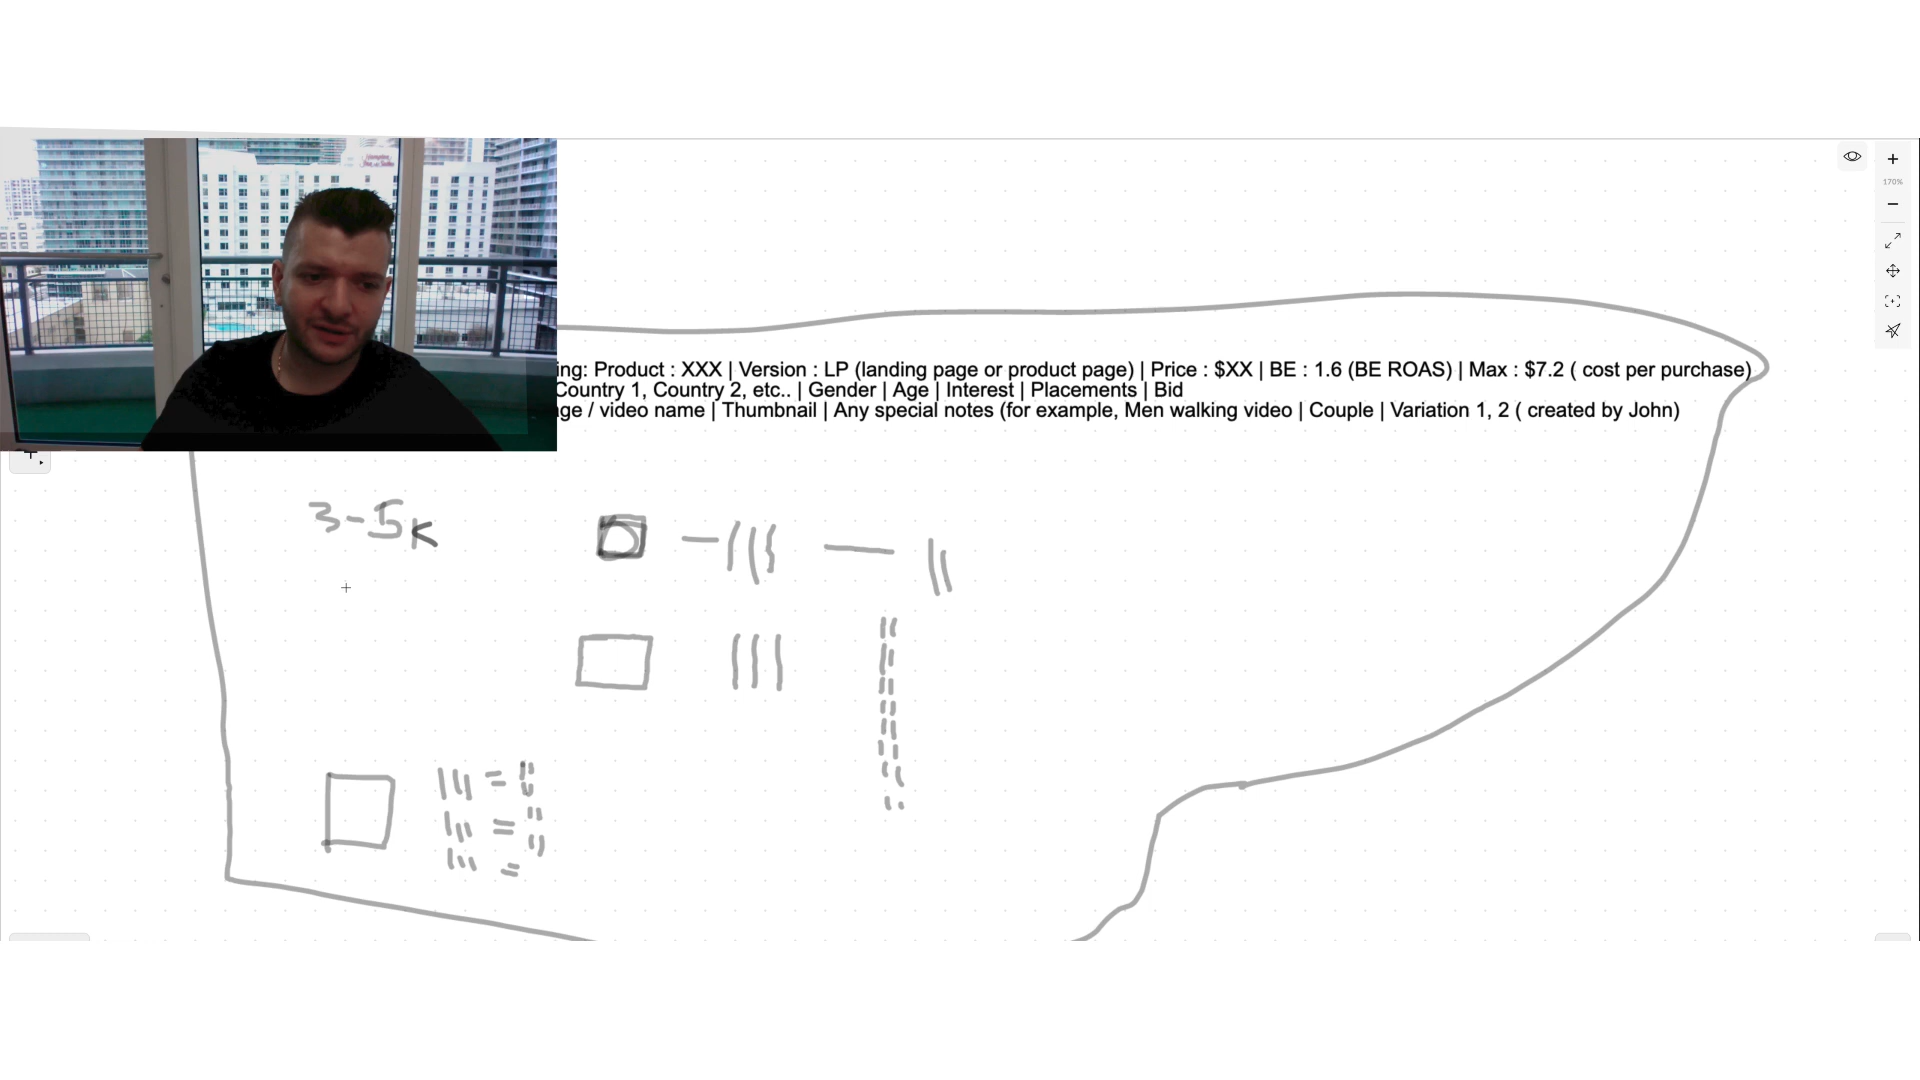 170%
ing: Product : XXX | Version : LP (landing page or product page) | Price : $XX | BE : 1.6 (BE ROAS) | Max : $7.2 ( cost per purchase)
Country 1, Country 2, etc.. | Gender | Age | Interest | Placements | Bid
ge / video name | Thumbnail | Any special notes (for example, Men walking video | Couple | Variation 1, 2 ( created by John)
3-5K